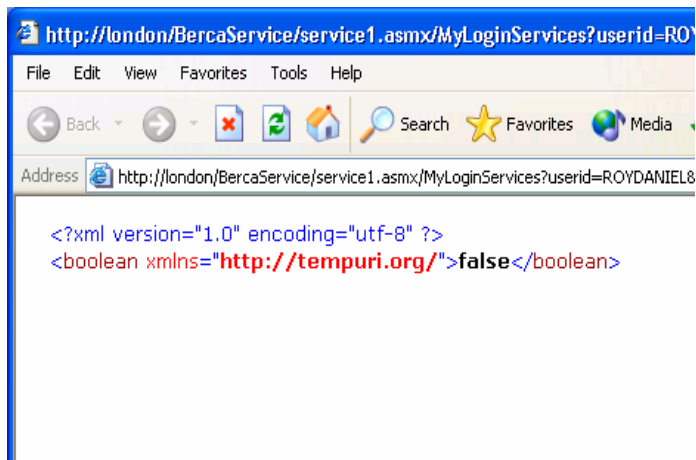 http://london/BercaService/service1.asmx/MyLoginServices?userid=ROY
File Edit View Favorites Tools Help
Back Search Favorites Media
Address http://london/BercaService/service1.asmx/MyLoginServices?userid=ROYDANIEL&
<?xml version="1.0" encoding="utf-8" ?>
<boolean xmlns="http://tempuri.org/">false</boolean>